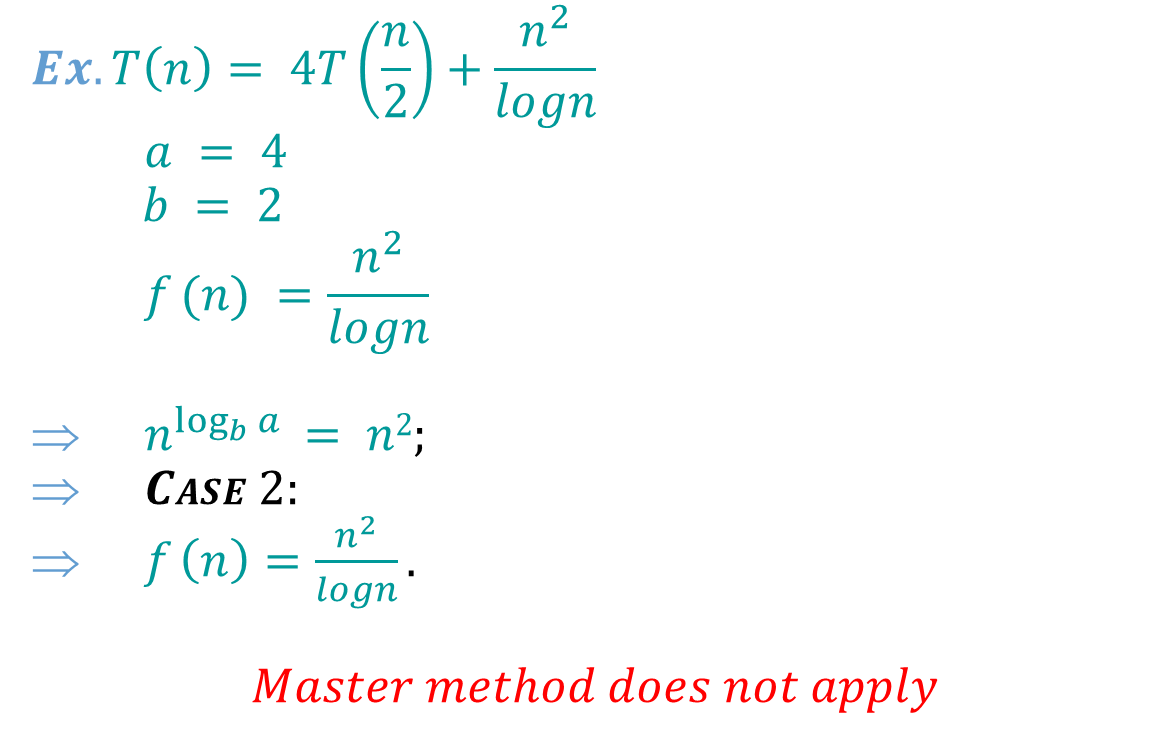 Ex. T(n) = 4T(n/2) + n²/logn
a = 4
b = 2
f (n) = n²/logn
⇒ n^(log_b a) = n²;
⇒ CASE 2:
⇒ f (n) = n²/logn.
Master method does not apply